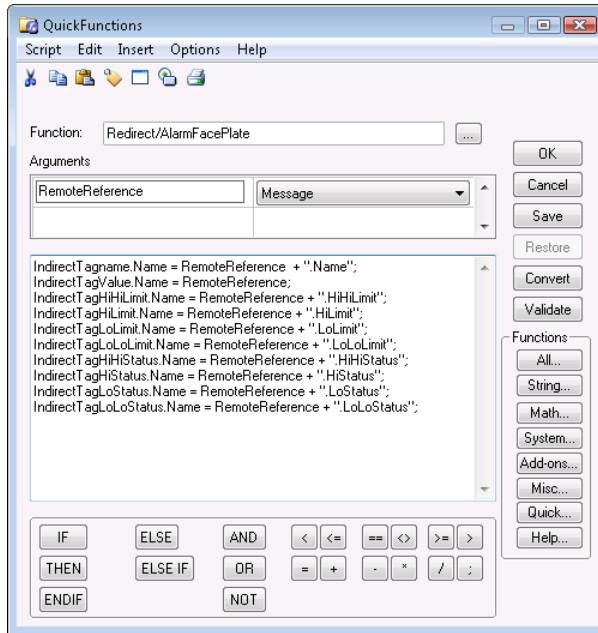 QuickFunctions
Script Edit Insert Options Help
Function: Redirect/AlarmFacePlate ...
Arguments
RemoteReference Message
IndirectTagname.Name = RemoteReference + ".Name";
IndirectTagValue.Name = RemoteReference;
IndirectTagHiHiLimit.Name = RemoteReference + ".HiHiLimit";
IndirectTagHiLimit.Name = RemoteReference + ".HiLimit";
IndirectTagLoLimit.Name = RemoteReference + ".LoLimit";
IndirectTagLoLoLimit.Name = RemoteReference + ".LoLoLimit";
IndirectTagHiHiStatus.Name = RemoteReference + ".HiHiStatus";
IndirectTagHiStatus.Name = RemoteReference + ".HiStatus";
IndirectTagLoStatus.Name = RemoteReference + ".LoStatus";
IndirectTagLoLoStatus.Name = RemoteReference + ".LoLoStatus";
OK
Cancel
Save
Restore
Convert
Validate
Functions
All...
String...
Math...
System...
Add-ons...
Misc...
Quick...
Help...
IF ELSE AND < <= == <> >= >
THEN ELSE IF OR = + - * / ;
ENDIF NOT